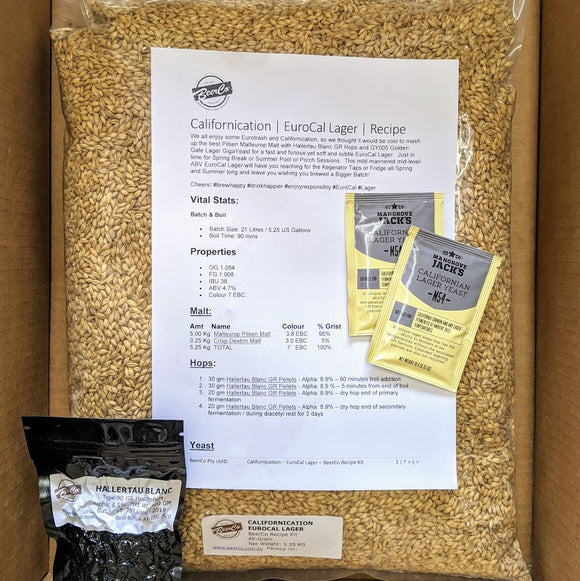 BeerCo
Californication | EuroCal Lager | Recipe
We all enjoy some Eurotrash and Californication, so we thought it would be cool to mash
up the best Pilsen Malteurop Malt with Hallertau Blanc GR Hops and GY005 Golden
Gate Lager GigaYeast for a fast and furious yet soft and subtle EuroCal Lager. Just in
time for Spring Break or Summer Pool or Porch Sessions. This mild-mannered mid-level
ABV EuroCal Lager will have you reaching for the Kegerator Taps or Fridge all Spring
and Summer long and leave you wishing you brewed a Bigger Batch!
Cheers! #brewhappy #drinkhappier #enjoyresponsibly #EuroCal #Lager
Vital Stats:
Batch & Boil
• Batch Size: 21 Litres / 5.25 US Gallons
• Boil Time: 90 mins
Properties
• OG 1.054
• FG 1.008
• IBU 38
• ABV 4.7%
• Colour 7 EBC
Malt:
Amt Name Colour % Grist
5.00 Kg Malteurop Pilsen Malt 3.8 EBC 95%
0.25 Kg Crisp Dextrin Malt 3.0 EBC 5%
5.25 KG TOTAL 7 EBC 100%
Hops:
1. 30 gm Hallertau Blanc GR Pellets - Alpha: 8.9% – 60 minutes boil addition
2. 30 gm Hallertau Blanc GR Pellets - Alpha: 8.9 % – 5 minutes from end of boil
3. 20 gm Hallertau Blanc GR Pellets - Alpha: 8.9% – dry hop end of primary
fermentation
4. 20 gm Hallertau Blanc GR Pellets - Alpha: 8.9% – dry hop end of secondary
fermentation / during diacetyl rest for 3 days
Yeast
BeerCo Pty Ltd© Californication – EuroCal Lager – BeerCo Recipe Kit 1 | Page
MANGROVE
JACK'S
CALIFORNIAN
LAGER YEAST
M54
MANGROVE
JACK'S
CALIFORNIAN
LAGER YEAST
M54
BeerCo
HALLERTAU BLANC
Type 90 GR Hop Pellets
BeerCo
CALIFORNICATION
EUROCAL LAGER
BeerCo Recipe Kit
All-Grain
Net Weight: 5.25 KG
www.beerco.com.au Packed On: